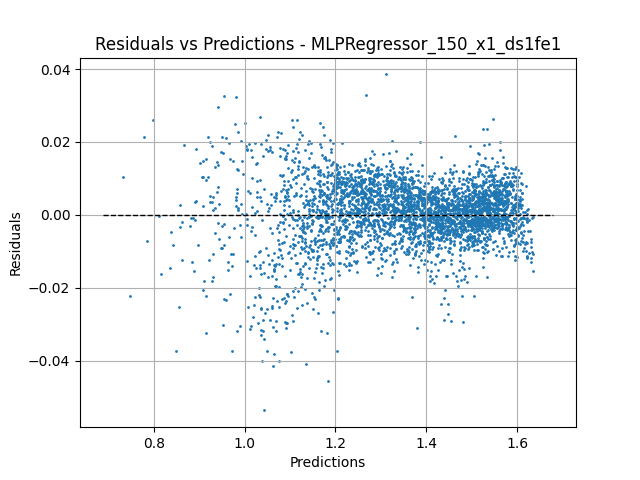 Residuals vs Predictions - MLPRegressor_150_x1_ds1fe1
0.04
0.02
0.00
−0.02
−0.04
Residuals
0.8 1.0 1.2 1.4 1.6
Predictions